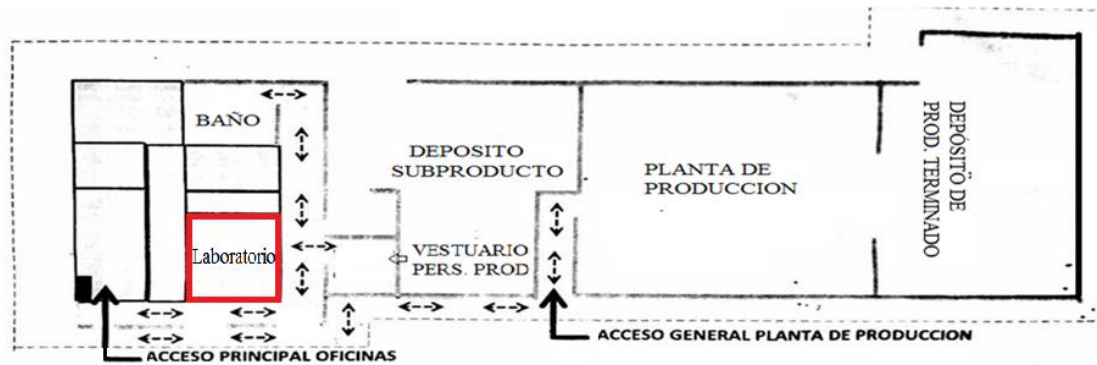 BAÑO
DEPOSITO
SUBPRODUCTO
PLANTA DE
PRODUCCION
DEPÓSITO DE
PROD. TERMINADO
Laboratorio
VESTUARIO
PERS. PROD
ACCESO GENERAL PLANTA DE PRODUCCION
ACCESO PRINCIPAL OFICINAS